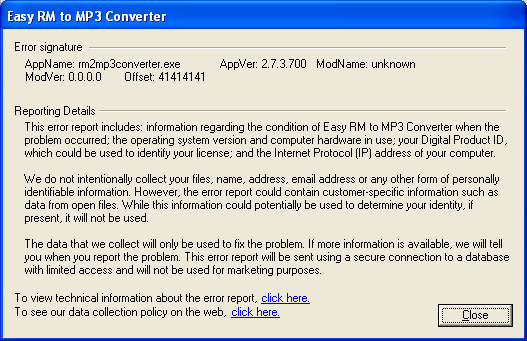 Easy RM to MP3 Converter
Error signature
AppName: rm2mp3converter.exe AppVer: 2.7.3.700 ModName: unknown
ModVer: 0.0.0.0 Offset: 41414141
Reporting Details
This error report includes: information regarding the condition of Easy RM to MP3 Converter when the
problem occurred; the operating system version and computer hardware in use; your Digital Product ID,
which could be used to identify your license; and the Internet Protocol (IP) address of your computer.
We do not intentionally collect your files, name, address, email address or any other form of personally
identifiable information. However, the error report could contain customer-specific information such as
data from open files. While this information could potentially be used to determine your identity, if
present, it will not be used.
The data that we collect will only be used to fix the problem. If more information is available, we will tell
you when you report the problem. This error report will be sent using a secure connection to a database
with limited access and will not be used for marketing purposes.
To view technical information about the error report, click here.
To see our data collection policy on the web, click here.
Close